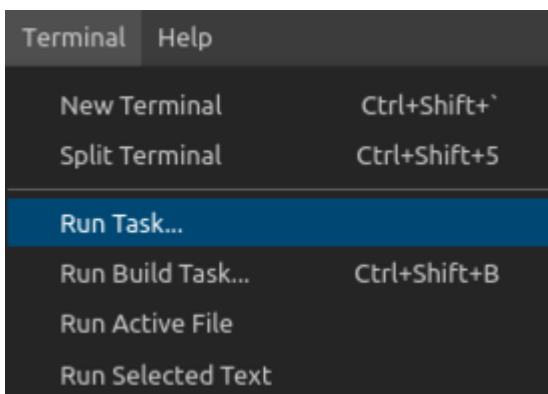 Terminal Help
New Terminal Ctrl+Shift+`
Split Terminal Ctrl+Shift+5
Run Task...
Run Build Task... Ctrl+Shift+B
Run Active File
Run Selected Text